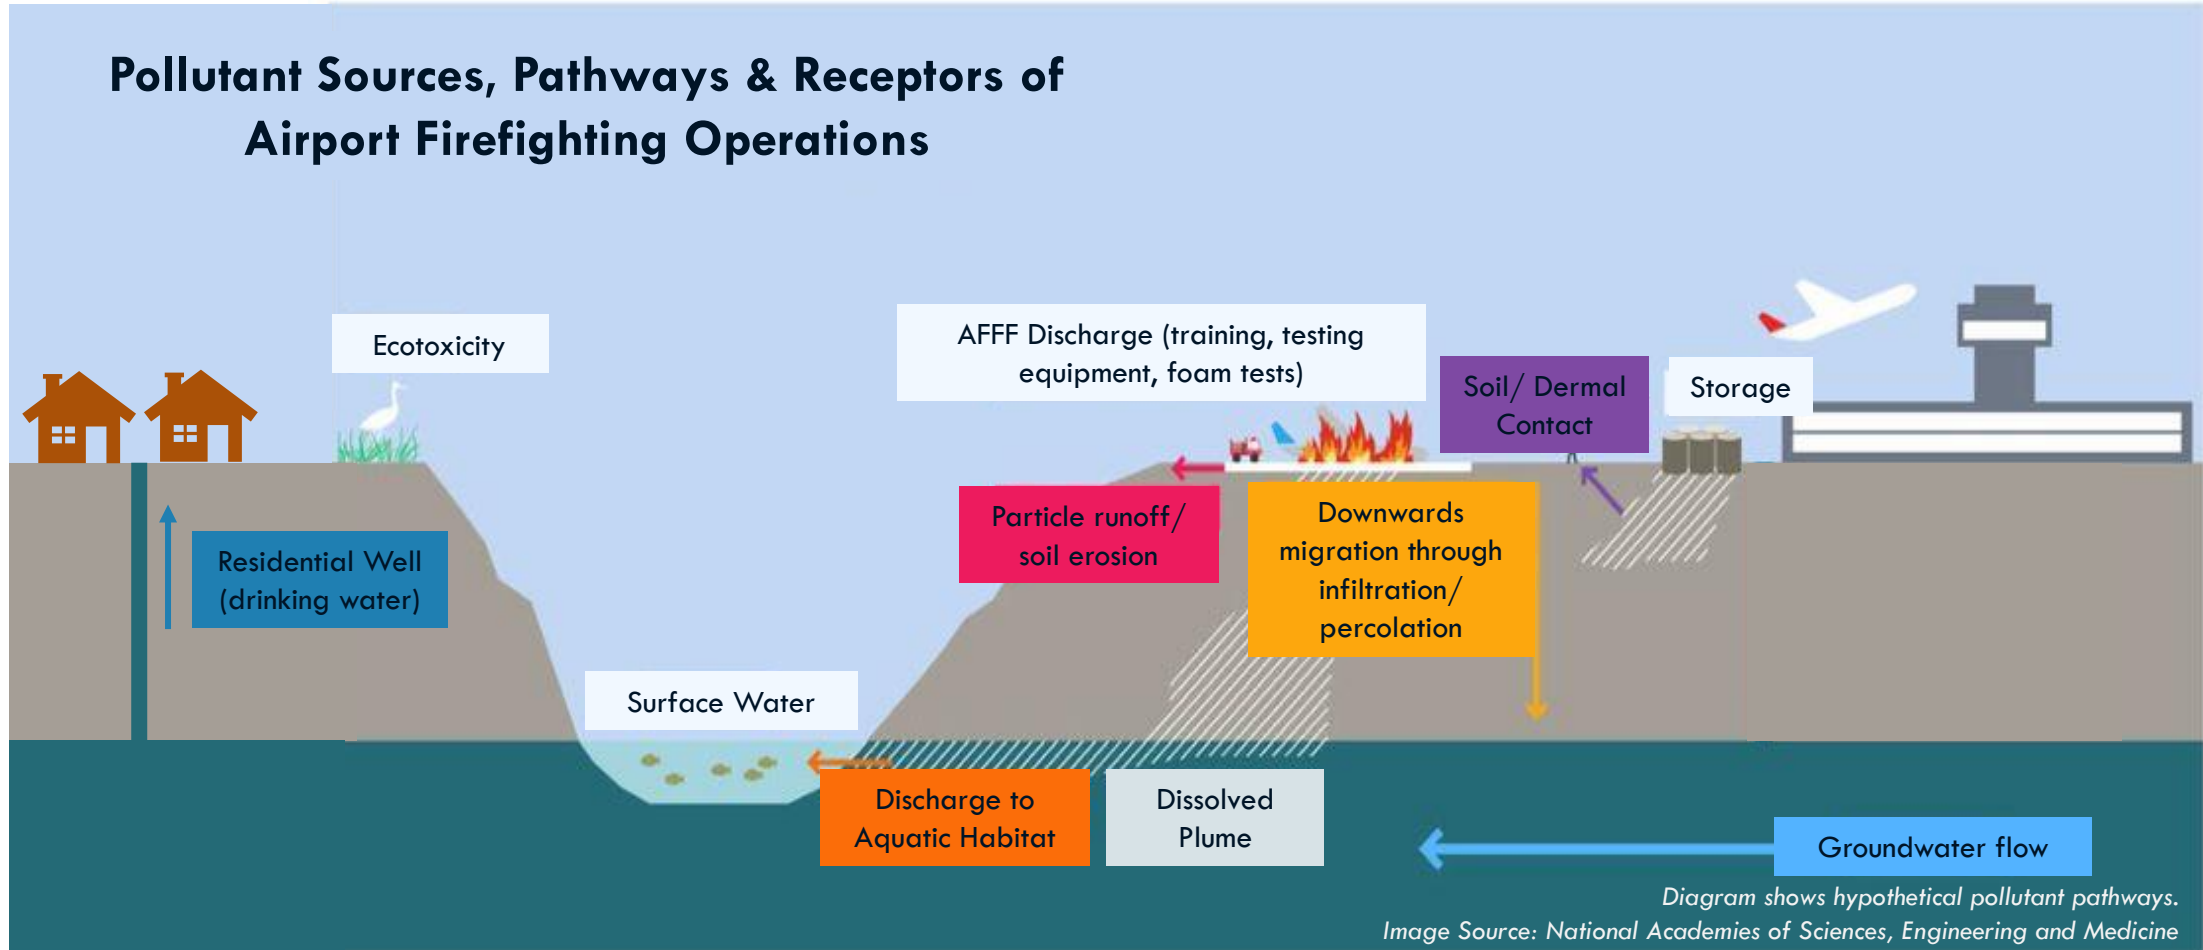 Pollutant Sources, Pathways & Receptors of
Airport Firefighting Operations
Ecotoxicity
AFFF Discharge (training, testing
equipment, foam tests)
Soil/ Dermal
Contact
Storage
Particle runoff/
soil erosion
Downwards
migration through
infiltration/
percolation
Residential Well
(drinking water)
Surface Water
Discharge to
Aquatic Habitat
Dissolved
Plume
Groundwater flow
Diagram shows hypothetical pollutant pathways.
Image Source: National Academies of Sciences, Engineering and Medicine